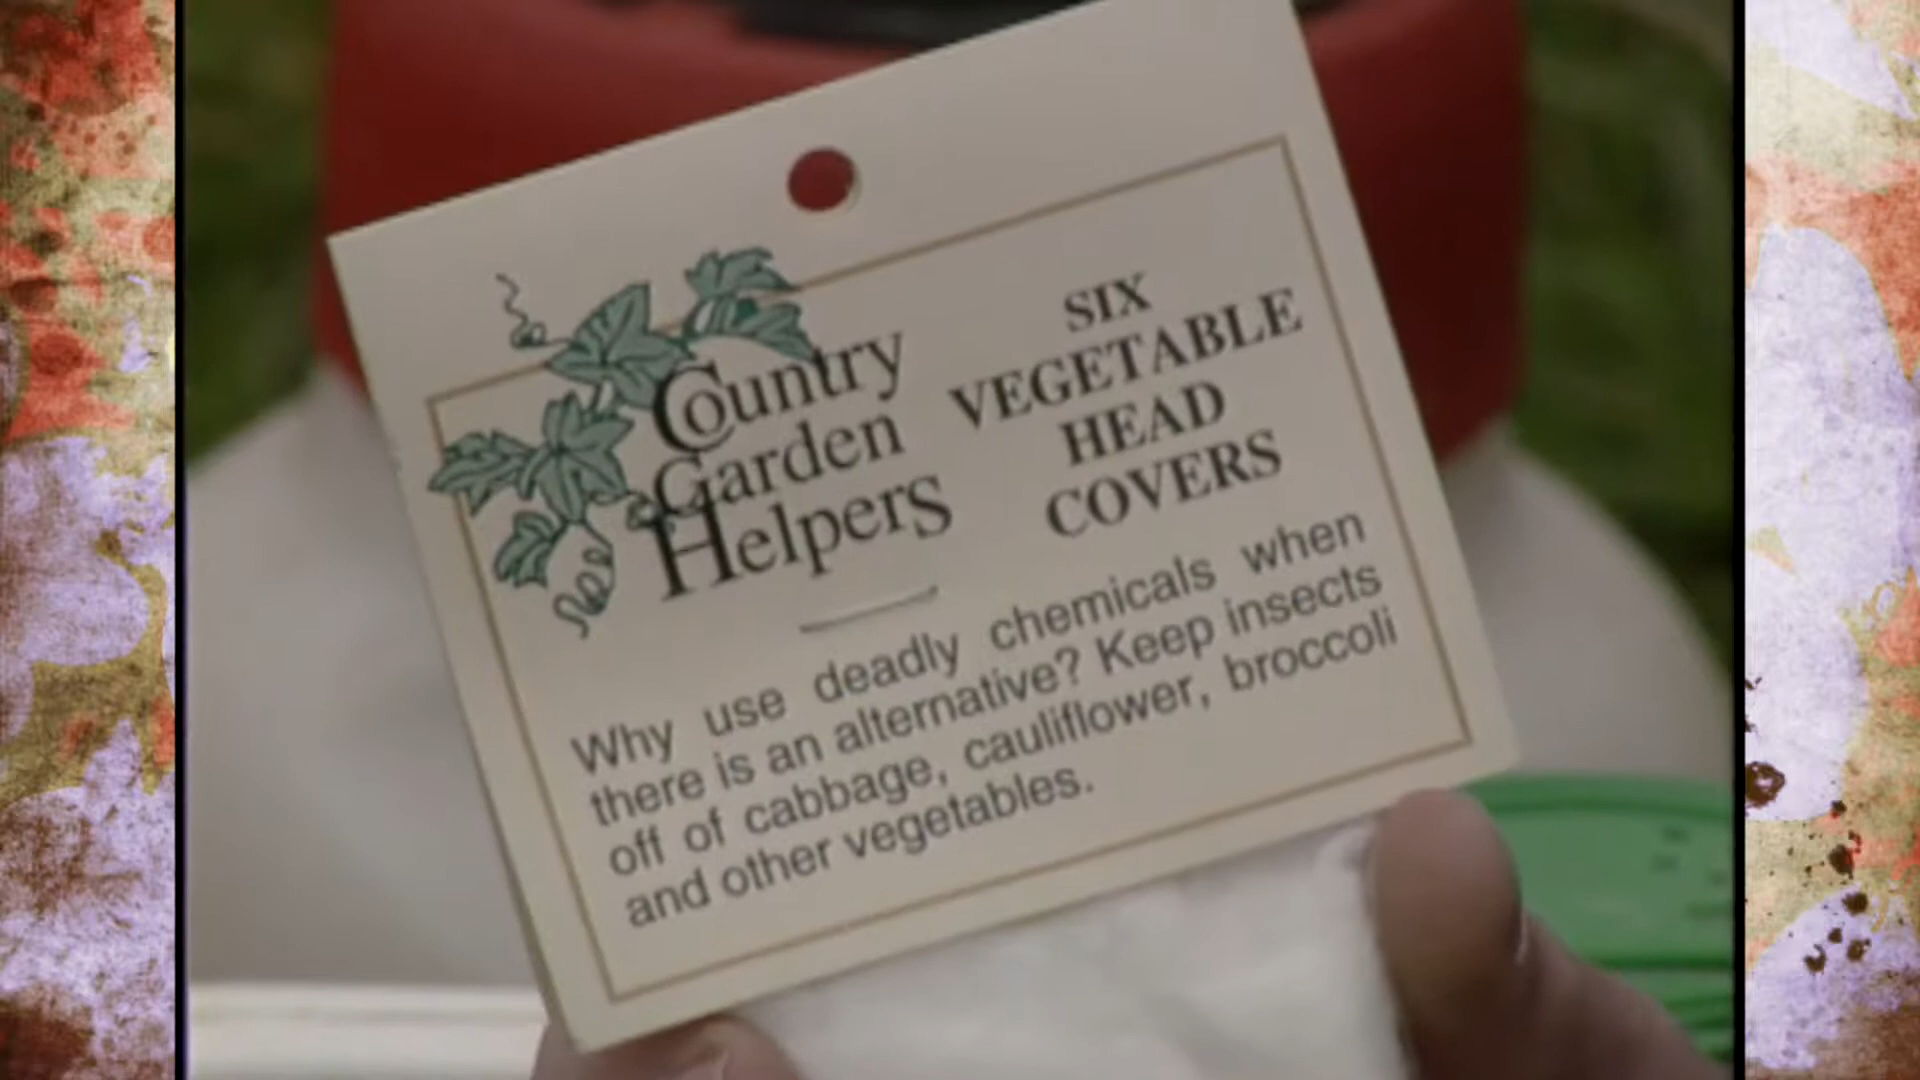 Country
Garden
Helpers
SIX
VEGETABLE
HEAD
COVERS
Why use deadly chemicals when
there is an alternative? Keep insects
off of cabbage, cauliflower, broccoli
and other vegetables.